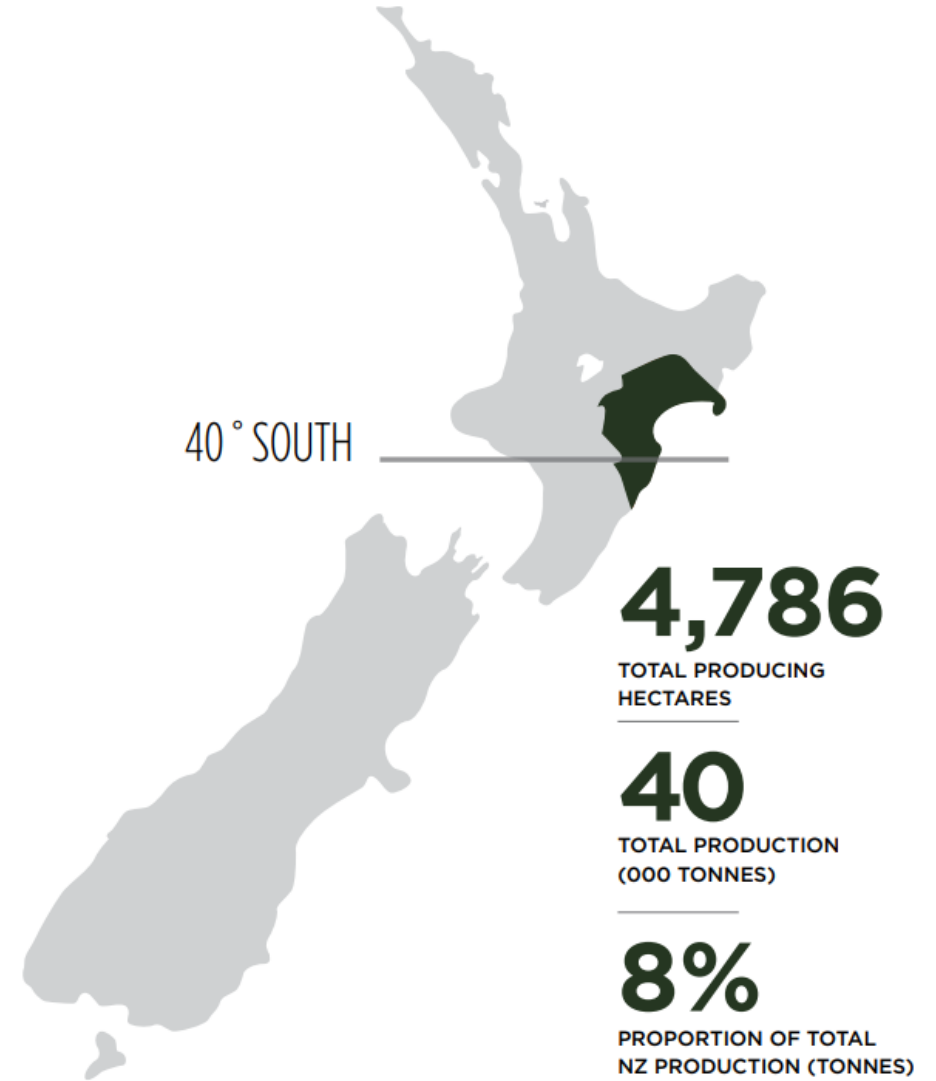 40° SOUTH
4,786
TOTAL PRODUCING
HECTARES
40
TOTAL PRODUCTION
(000 TONNES)
8%
PROPORTION OF TOTAL
NZ PRODUCTION (TONNES)